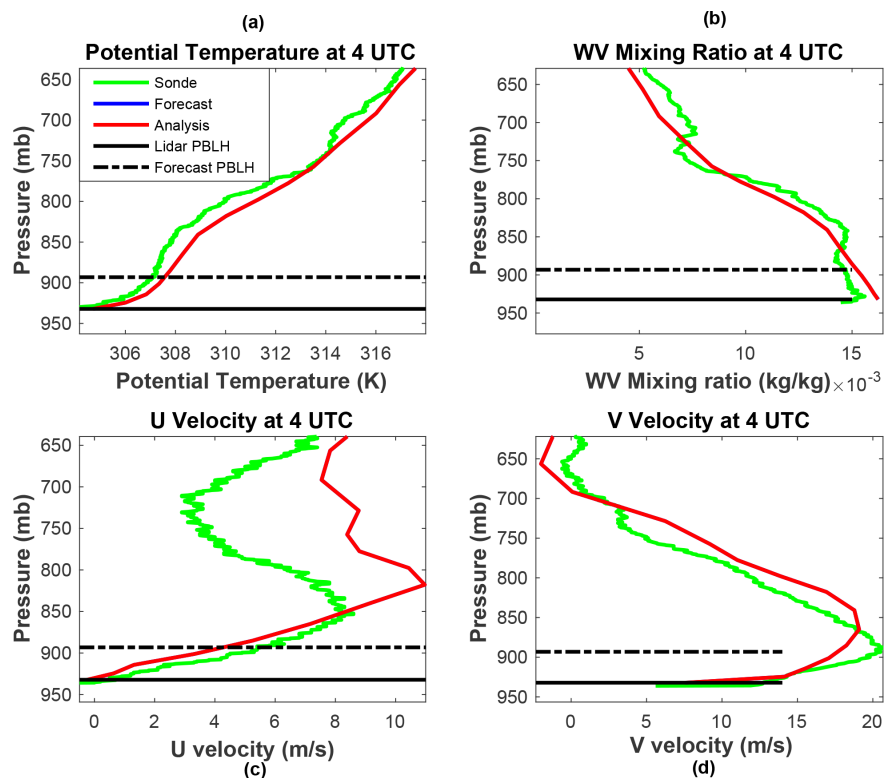 (a)
Potential Temperature at 4 UTC
650
700
750
800
850
900
950
Pressure (mb)
Sonde
Forecast
Analysis
Lidar PBLH
Forecast PBLH
306 308 310 312 314 316
Potential Temperature (K)
(b)
WV Mixing Ratio at 4 UTC
650
700
750
800
850
900
950
Pressure (mb)
5 10 15
WV Mixing ratio (kg/kg) ×10^-3
U Velocity at 4 UTC
650
700
750
800
850
900
950
Pressure (mb)
0 2 4 6 8 10
U velocity (m/s)
(c)
V Velocity at 4 UTC
650
700
750
800
850
900
950
Pressure (mb)
0 5 10 15 20
V velocity (m/s)
(d)